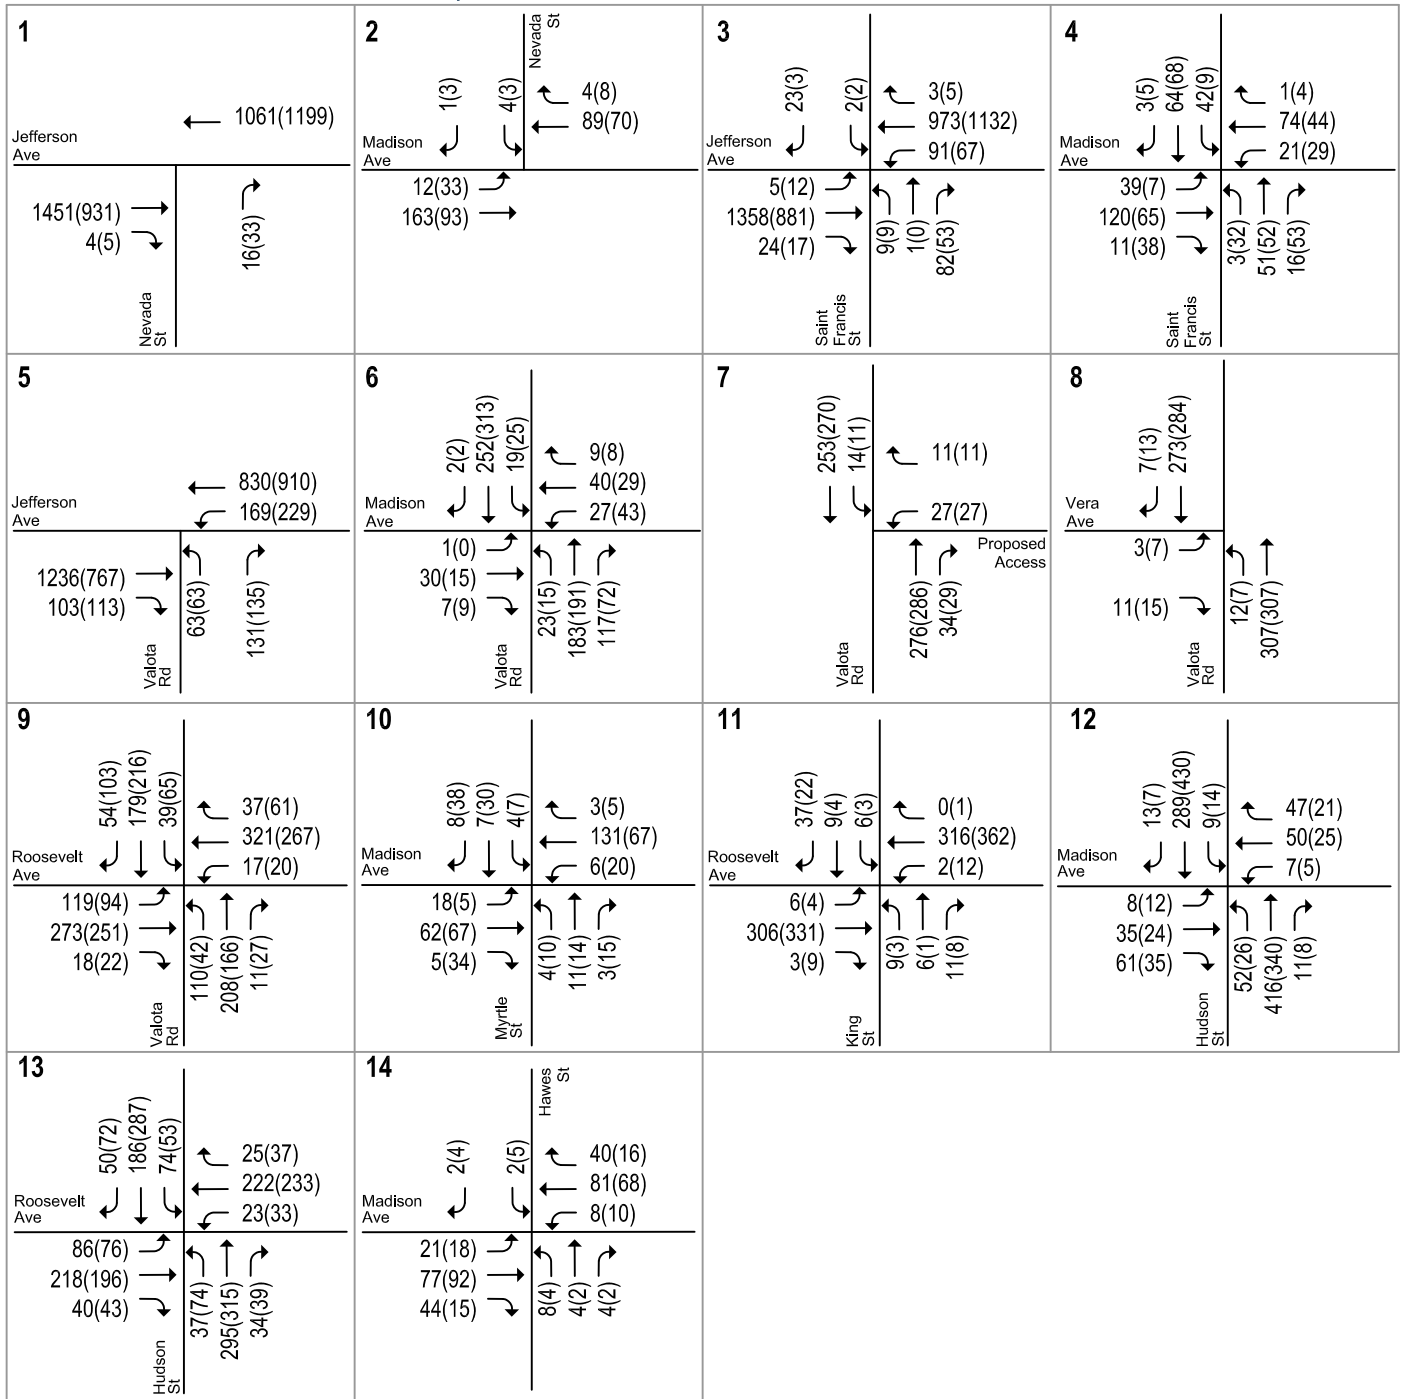 1
1061(1199)
Jefferson
Ave
1451(931)
4(5)
16(33)
Nevada
St
2
Nevada
St
1(3)
4(3)
4(8)
89(70)
Madison
Ave
12(33)
163(93)
3
23(3)
2(2)
3(5)
973(1132)
91(67)
Jefferson
Ave
5(12)
1358(881)
24(17)
9(9)
1(0)
82(53)
Saint
Francis
St
4
3(5)
64(68)
42(9)
1(4)
74(44)
21(29)
Madison
Ave
39(7)
120(65)
11(38)
3(32)
51(52)
16(53)
Saint
Francis
St
5
830(910)
169(229)
Jefferson
Ave
1236(767)
103(113)
63(63)
131(135)
Valota
Rd
6
2(2)
252(313)
19(25)
9(8)
40(29)
27(43)
Madison
Ave
1(0)
30(15)
7(9)
23(15)
183(191)
117(72)
Valota
Rd
7
253(270)
14(11)
11(11)
27(27)
Proposed
Access
276(286)
34(29)
Valota
Rd
8
7(13)
273(284)
Vera
Ave
3(7)
11(15)
12(7)
307(307)
Valota
Rd
9
54(103)
179(216)
39(65)
37(61)
321(267)
17(20)
Roosevelt
Ave
119(94)
273(251)
18(22)
110(42)
208(166)
11(27)
Valota
Rd
10
8(38)
7(30)
4(7)
3(5)
131(67)
6(20)
Madison
Ave
18(5)
62(67)
5(34)
4(10)
11(14)
3(15)
Myrtle
St
11
37(22)
9(4)
6(3)
0(1)
316(362)
2(12)
Roosevelt
Ave
6(4)
306(331)
3(9)
9(3)
6(1)
11(8)
King
St
12
13(7)
289(430)
9(14)
47(21)
50(25)
7(5)
Madison
Ave
8(12)
35(24)
61(35)
52(26)
416(340)
11(8)
Hudson
St
13
50(72)
186(287)
74(53)
25(37)
222(233)
23(33)
Roosevelt
Ave
86(76)
218(196)
40(43)
37(74)
295(315)
34(39)
Hudson
St
14
Hawes
St
2(4)
2(5)
40(16)
81(68)
8(10)
Madison
Ave
21(18)
77(92)
44(15)
8(4)
4(2)
4(2)